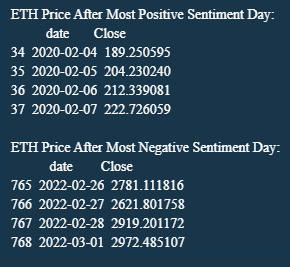 ETH Price After Most Positive Sentiment Day:
date Close
34 2020-02-04 189.250595
35 2020-02-05 204.230240
36 2020-02-06 212.339081
37 2020-02-07 222.726059
ETH Price After Most Negative Sentiment Day:
date Close
765 2022-02-26 2781.111816
766 2022-02-27 2621.801758
767 2022-02-28 2919.201172
768 2022-03-01 2972.485107